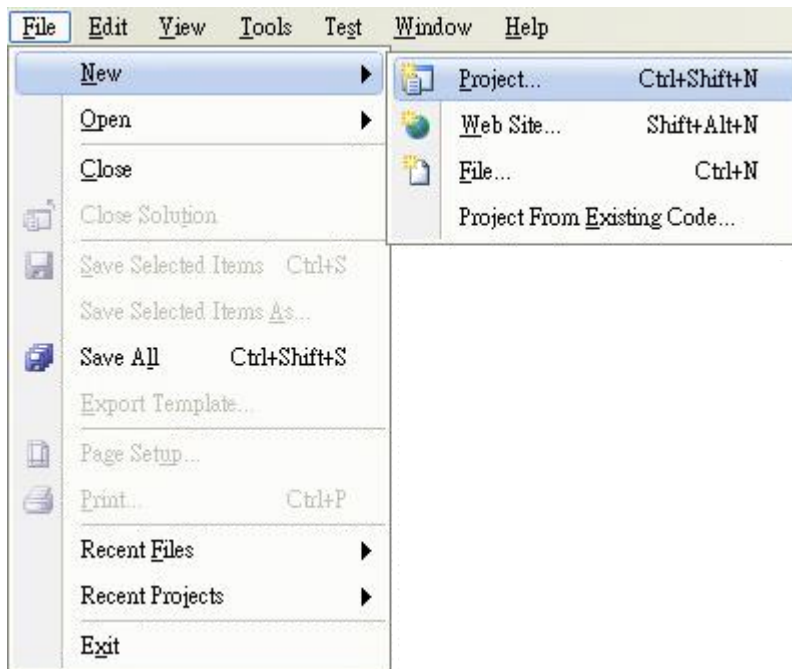 File Edit View Tools Test Window Help
New
Open
Close
Close Solution
Save Selected Items Ctrl+S
Save Selected Items As...
Save All Ctrl+Shift+S
Export Template...
Page Setup...
Print... Ctrl+P
Recent Files
Recent Projects
Exit
Project... Ctrl+Shift+N
Web Site... Shift+Alt+N
File... Ctrl+N
Project From Existing Code...